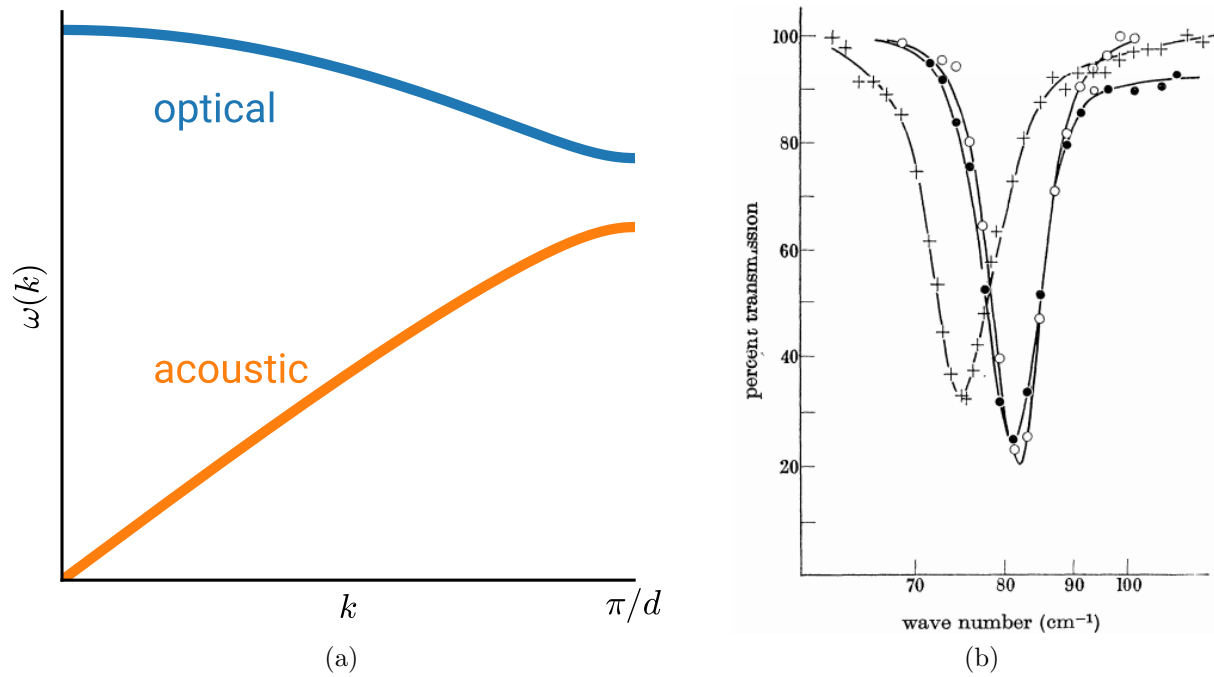 optical
acoustic
ω(k)
k
π/d
(a)
100
80
60
40
20
percent transmission
70
80
90
100
wave number (cm⁻¹)
(b)